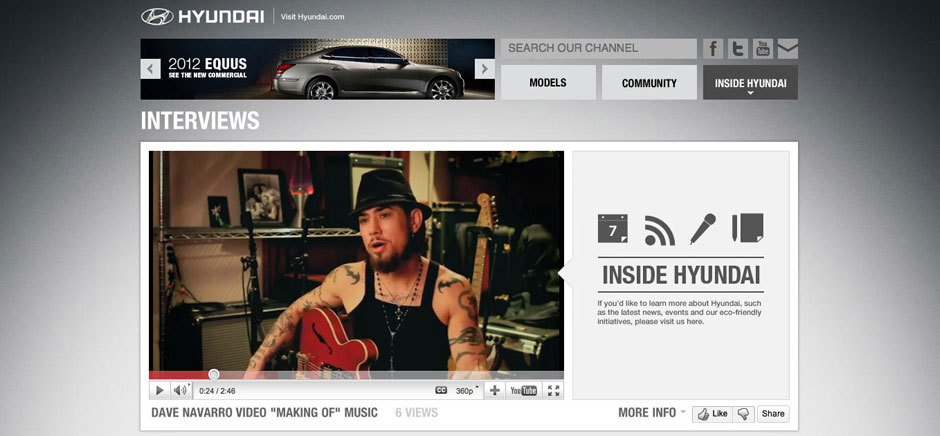 HYUNDAI
Visit Hyundai.com
2012 EQUUS
SEE THE NEW COMMERCIAL
SEARCH OUR CHANNEL
f t You Tube
MODELS
COMMUNITY
INSIDE HYUNDAI
INTERVIEWS
7
INSIDE HYUNDAI
If you'd like to learn more about Hyundai, such
as the latest news, events and our eco-friendly
initiatives, please visit us here.
0:24 / 2:46
CC
360p
YouTube
DAVE NAVARRO VIDEO "MAKING OF" MUSIC
6 VIEWS
MORE INFO
Like
Share